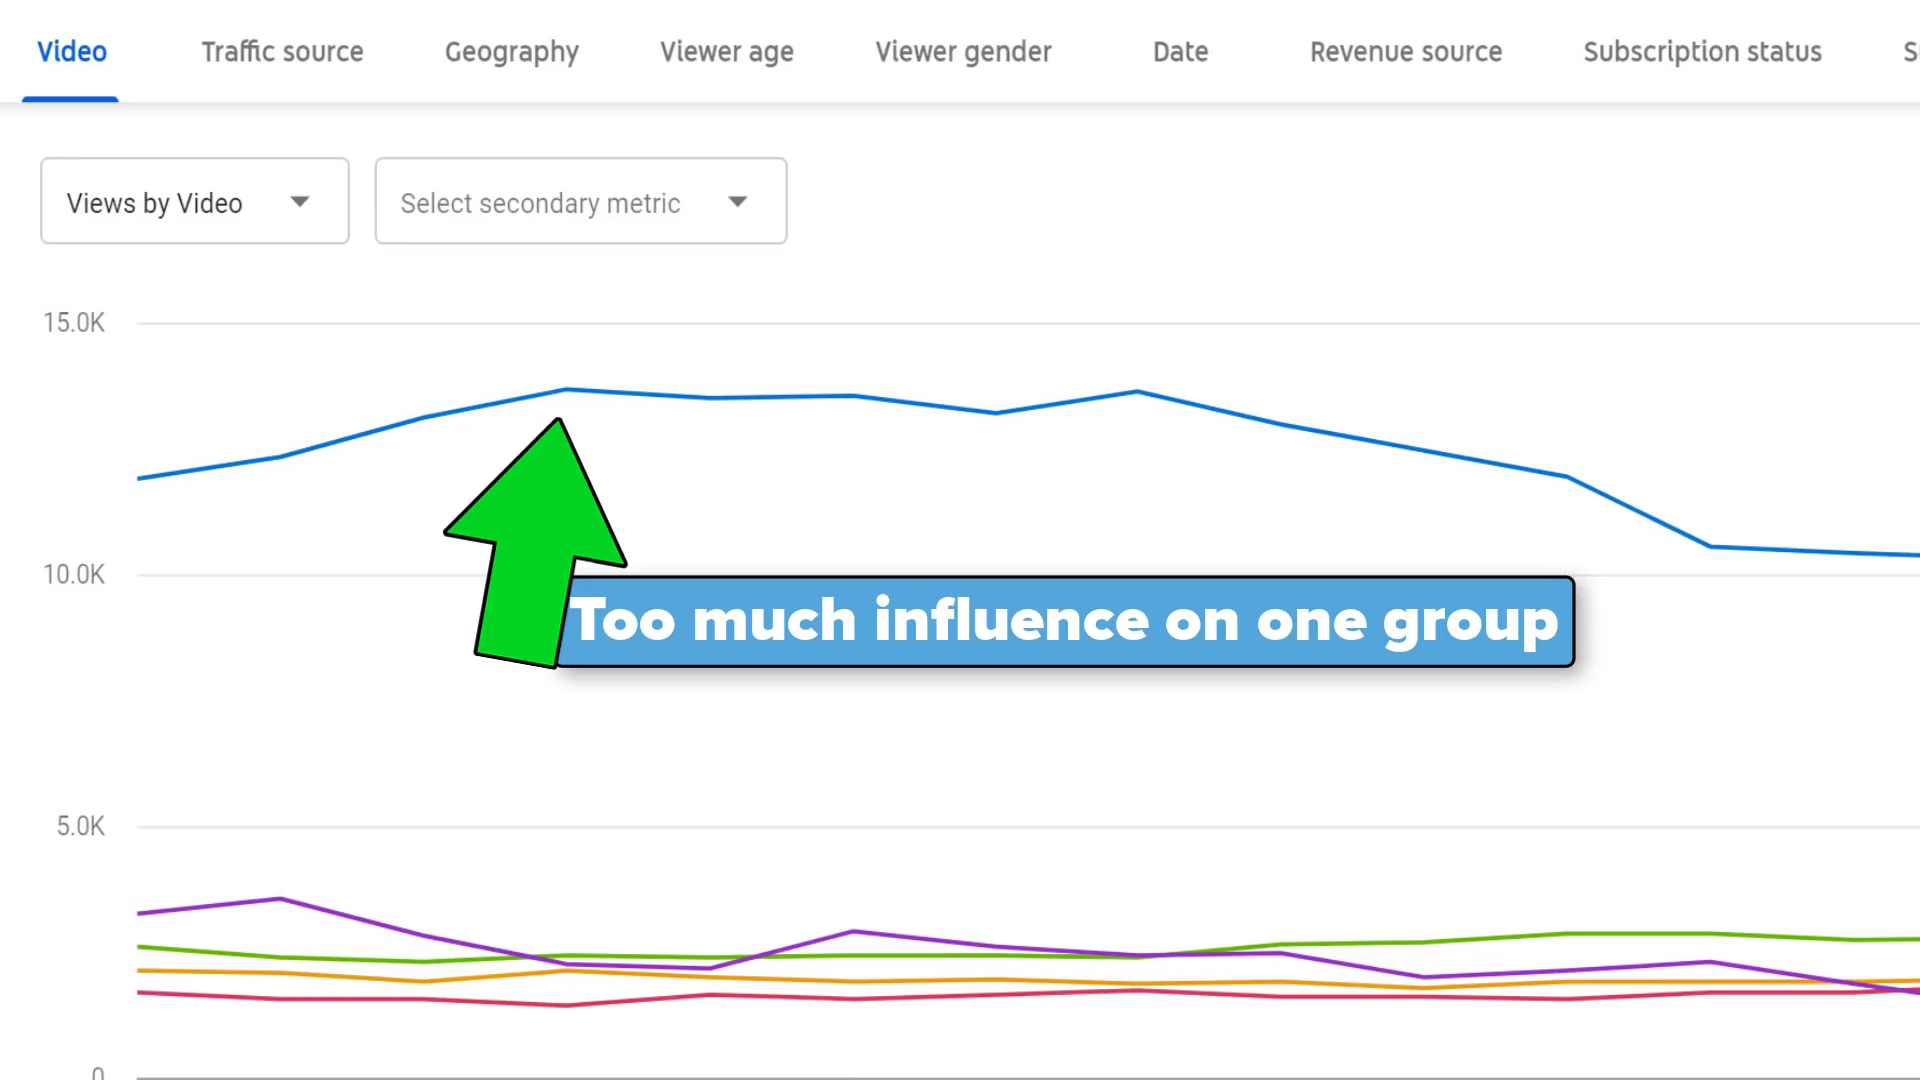 Video Traffic source Geography Viewer age Viewer gender Date Revenue source Subscription status
Views by Video Select secondary metric
15.0K
10.0K
Too much influence on one group
5.0K
0